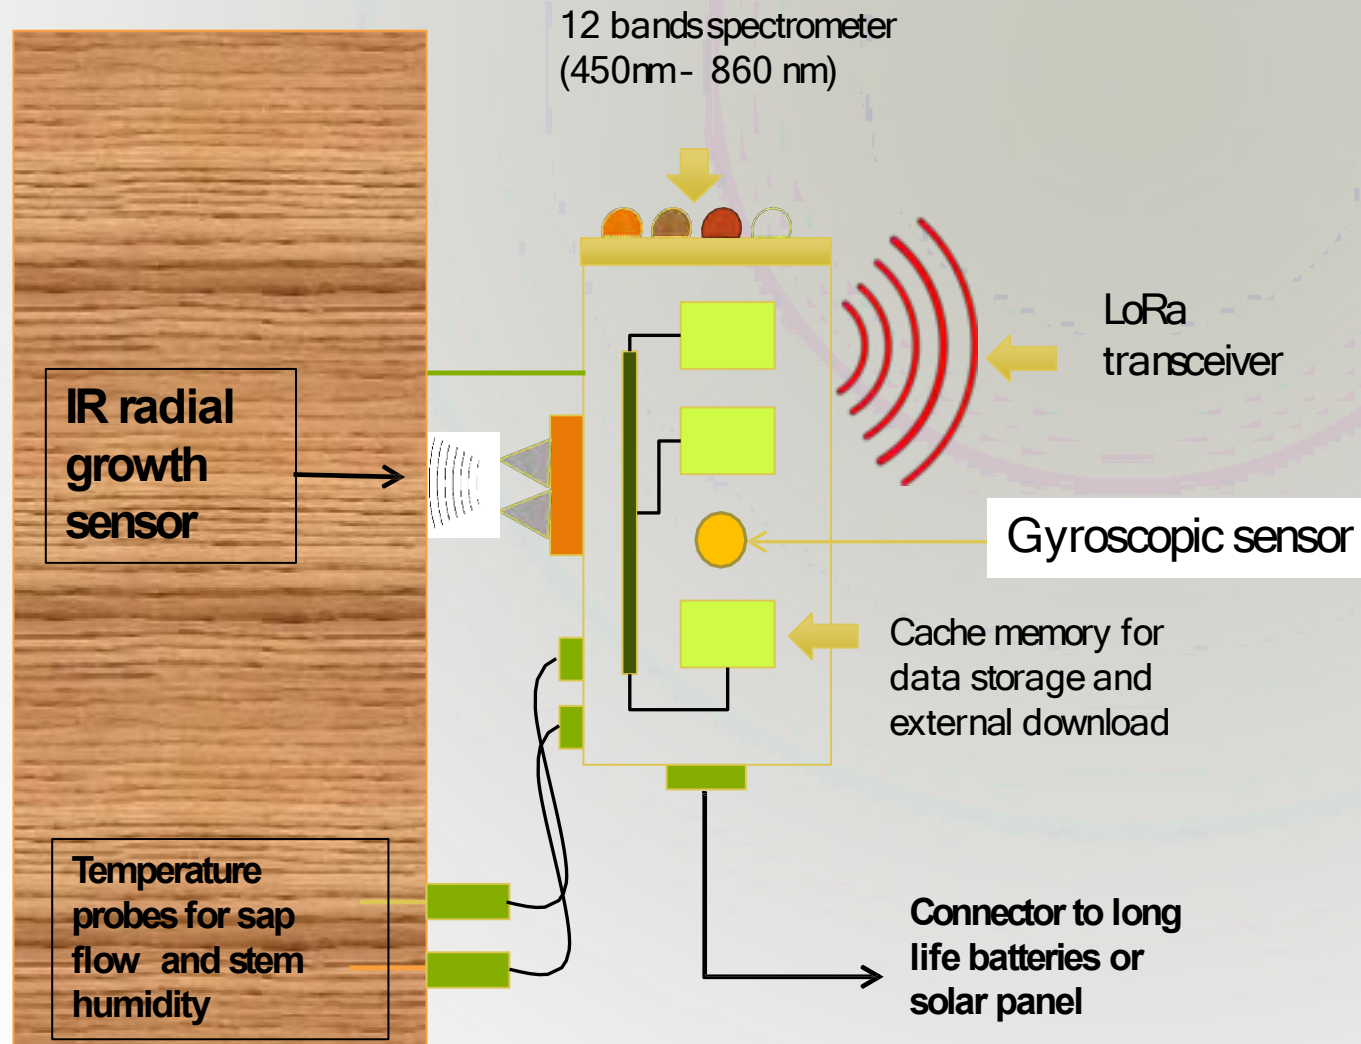 12 bands spectrometer
(450nm - 860 nm)
LoRa
transceiver
IR radial
growth
sensor
Gyroscopic sensor
Cache memory for
data storage and
external download
Temperature
probes for sap
flow and stem
humidity
Connector to long
life batteries or
solar panel